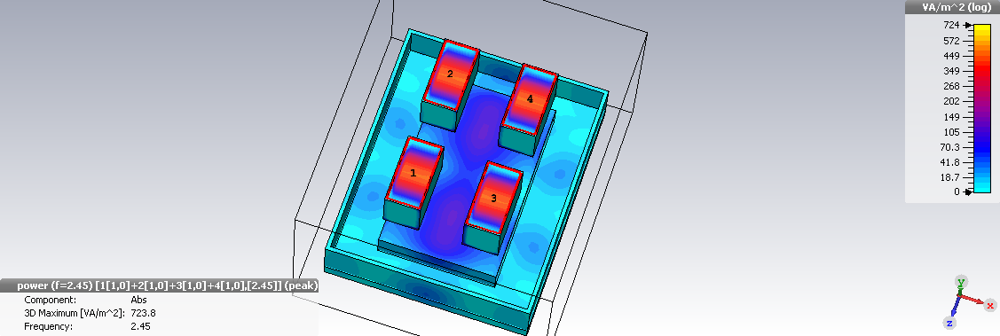 VA/m^2 (log)
724
572
449
349
268
202
149
105
70.3
41.8
18.7
0
2
4
1
3
power (f=2.45) [1[1,0]+2[1,0]+3[1,0]+4[1,0],[2.45]] (peak)
Component: Abs
3D Maximum [VA/m^2]: 723.8
Frequency: 2.45
y
x
z